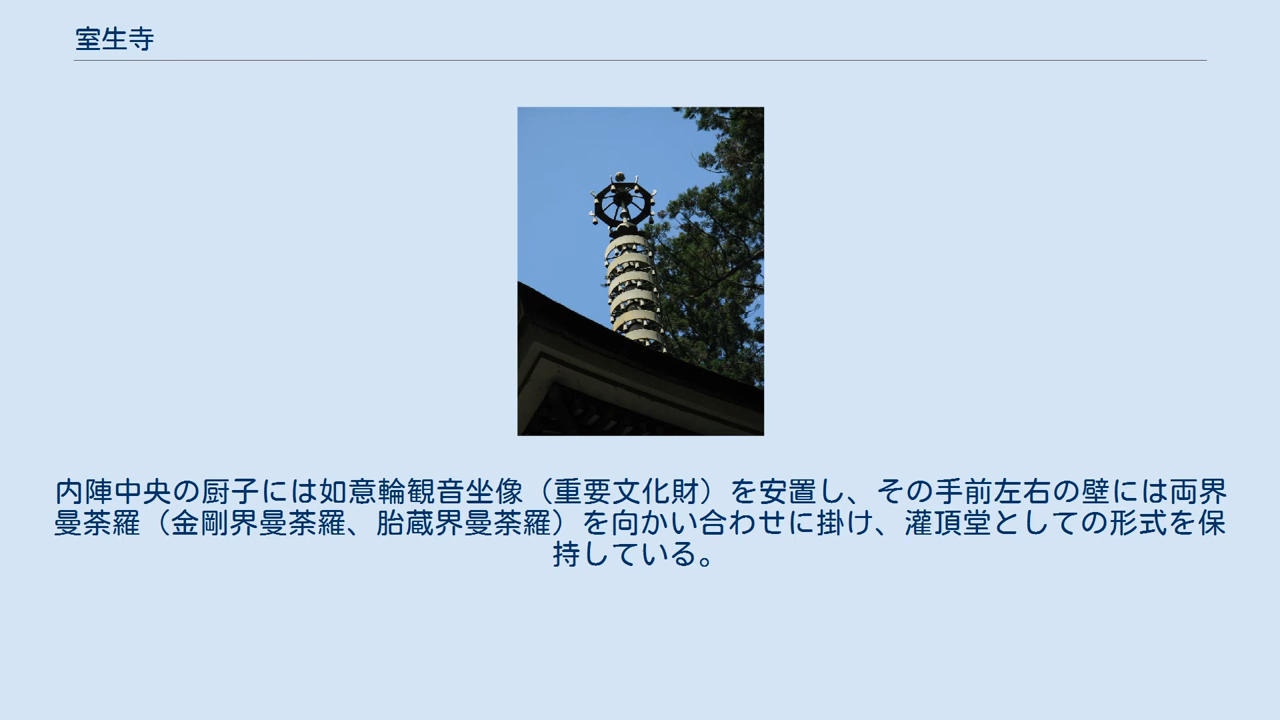 室生寺
内陣中央の厨子には如意輪観音坐像（重要文化財）を安置し、その手前左右の壁には両界
曼荼羅（金剛界曼荼羅、胎蔵界曼荼羅）を向かい合わせに掛け、灌頂堂としての形式を保
持している。